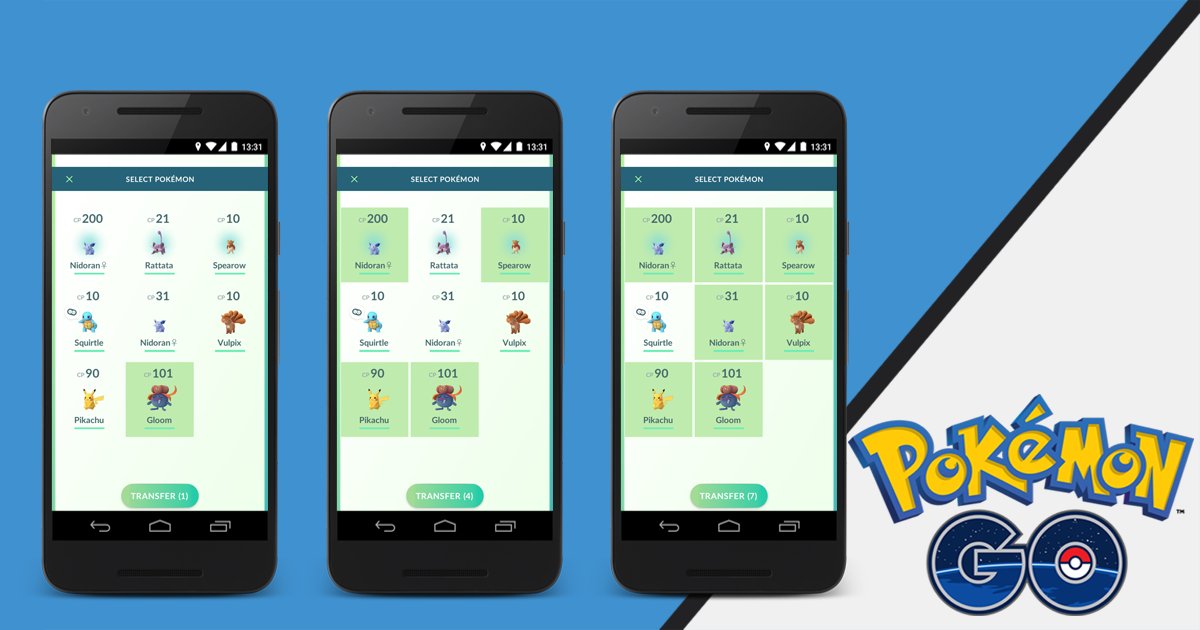 13:31
SELECT POKÉMON
CP200 CP21 CP10
Nidoran♀ Rattata Spearow
CP10 CP31 CP10
Squirtle Nidoran♀ Vulpix
CP90 CP101
Pikachu Gloom
TRANSFER (1)
13:31
SELECT POKÉMON
CP200 CP21 CP10
Nidoran♀ Rattata Spearow
CP10 CP31 CP10
Squirtle Nidoran♀ Vulpix
CP90 CP101
Pikachu Gloom
TRANSFER (4)
13:31
SELECT POKÉMON
CP200 CP21 CP10
Nidoran♀ Rattata Spearow
CP10 CP31 CP10
Squirtle Nidoran♀ Vulpix
CP90 CP101
Pikachu Gloom
TRANSFER (7)
POKéMON™
GO